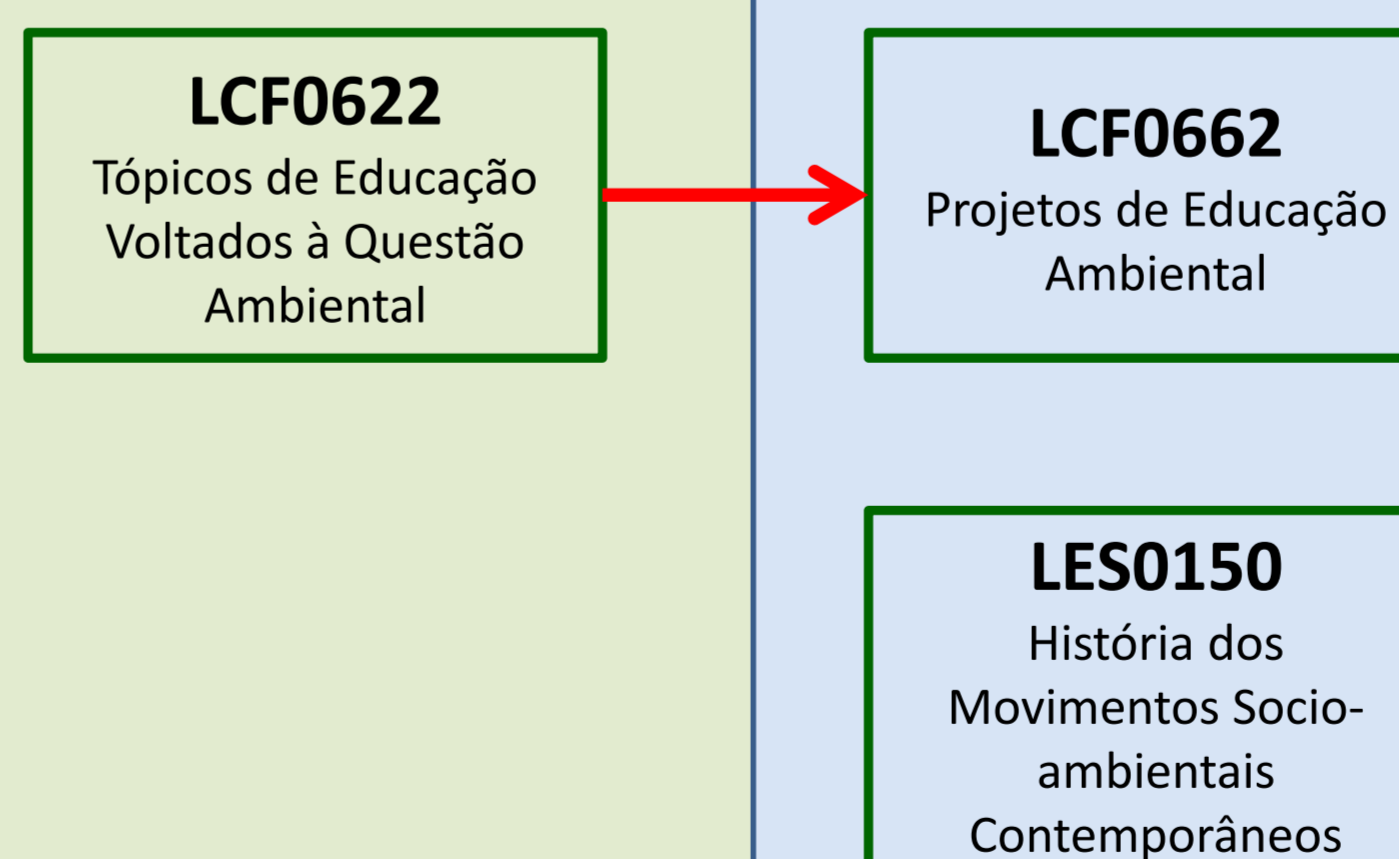 LCF0622
Tópicos de Educação
Voltados à Questão
Ambiental
LCF0662
Projetos de Educação
Ambiental
LES0150
História dos
Movimentos Socio-
ambientais
Contemporâneos